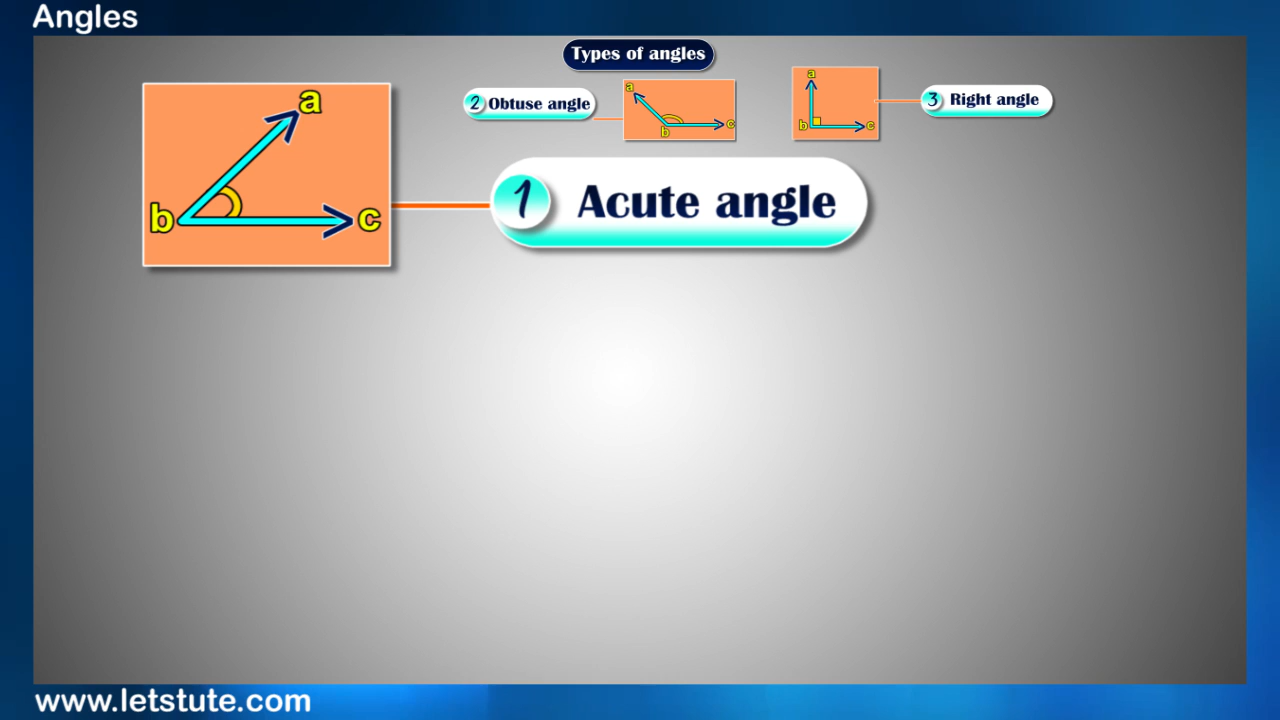 Angles
Types of angles
a
b
c
2 Obtuse angle
a
b
c
a
b
c
3 Right angle
1 Acute angle
www.letstute.com